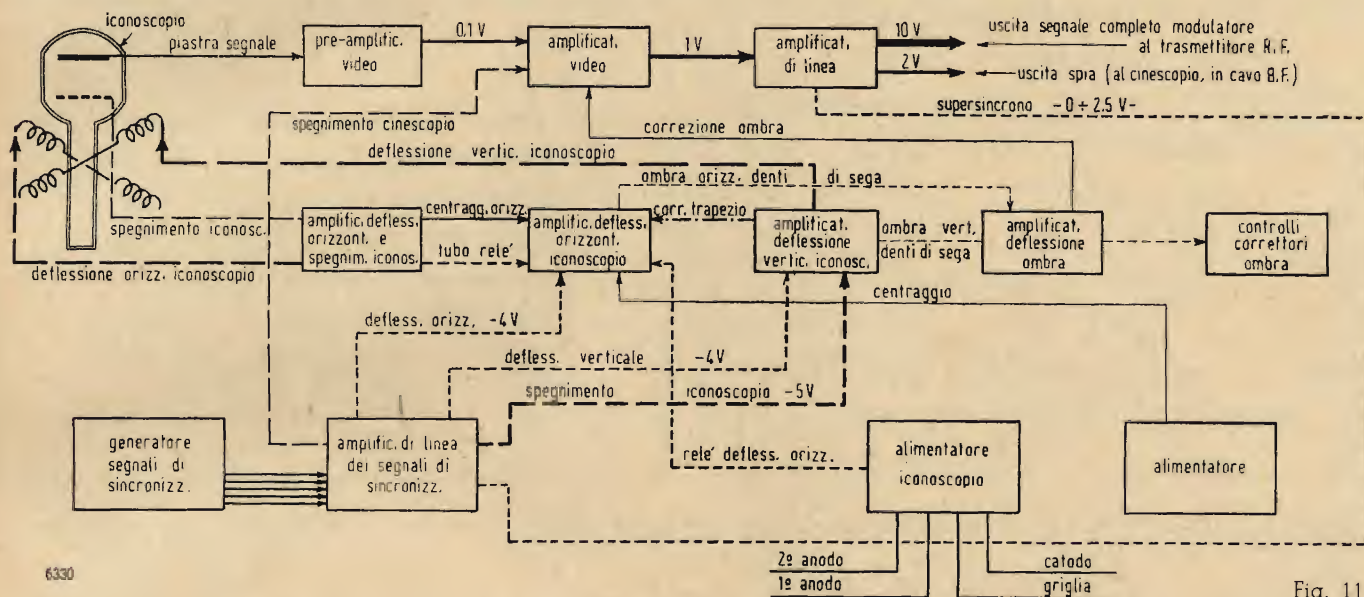 iconoscopio
piastra segnale
pre-amplific.
video
0,1 V
amplificat.
video
1 V
amplificat.
di linea
10 V
2 V
uscita segnale completo modulatore
al trasmettitore R.F.
uscita spia (al cinescopio, in cavo B.F.)
supersincrono -0 ÷ 2.5 V-
spegnimento cinescopio
correzione ombra
deflessione vertic. iconoscopio
ombra orizz. denti di sega
spegnimento iconosc.
amplific. defless.
orizzont. e
spegnim. iconos.
centragg. orizz.
tubo relé
amplific. defless.
orizzont.
iconoscopio
corr. trapezio
amplificat.
deflessione
vertic. iconosc.
ombra vert.
denti di sega
amplificat.
deflessione
ombra
controlli
correttori
ombra
deflessione orizz. iconoscopio
centraggio
defless. orizz, -4 V
defless. verticale -4 V
spegnimento iconoscopio -5 V
generatore
segnali di
sincronizz.
amplific. di linea
dei segnali di
sincronizz.
relé defless. orizz.
alimentatore
iconoscopio
alimentatore
2º anodo
1º anodo
catodo
griglia
6330
Fig. 11